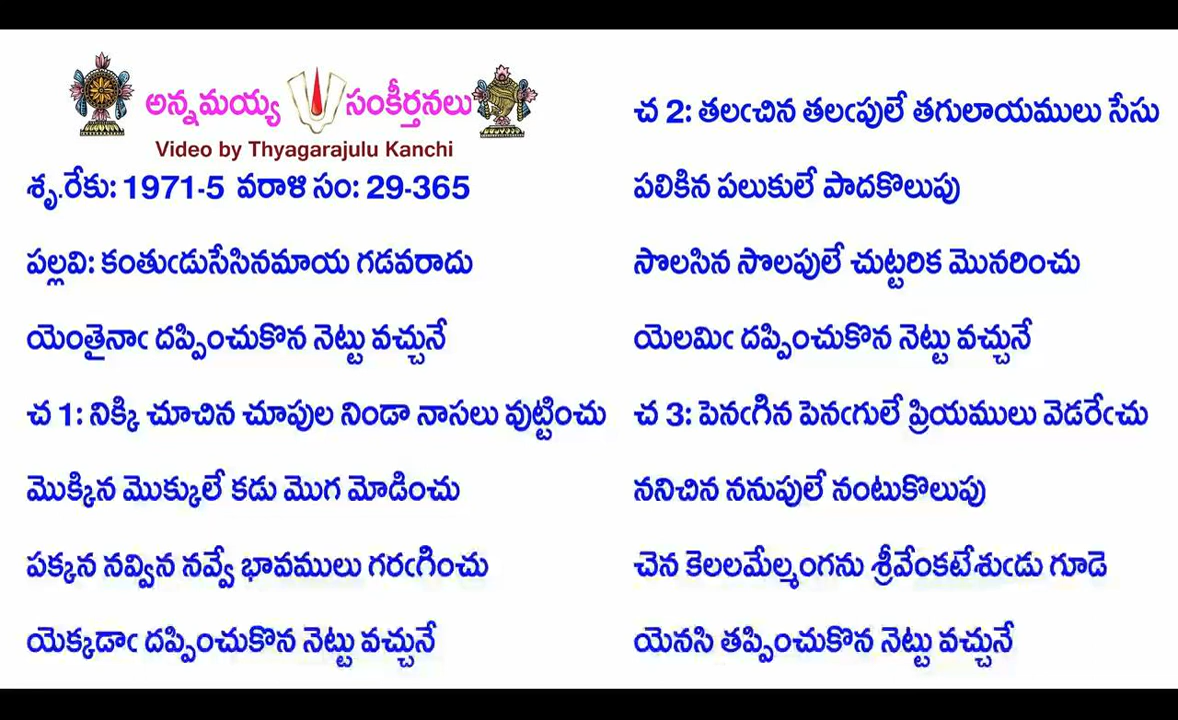 అన్నమయ్య సంకీర్తనలు
Video by Thyagarajulu Kanchi
శృ.రేకు: 1971-5 వరాళి సం: 29-365
పల్లవి: కంతుఁడుసేసినమాయ గడవరాదు
యెంతైనాఁ దప్పించుకొన నెట్టు వచ్చునే
చ 1: నిక్కి చూచిన చూపుల నిండా నాసలు వుట్టించు
మొక్కిన మొక్కులే కడు మొగ మోడించు
పక్కన నవ్విన నవ్వే భావములు గరఁగించు
యెక్కడాఁ దప్పించుకొన నెట్టు వచ్చునే
చ 2: తలఁచిన తలఁపులే తగులాయములు సేసు
పలికిన పలుకులే పాదకొలుపు
సొలసిన సొలపులే చుట్టరిక మొనరించు
యెలమిఁ దప్పించుకొన నెట్టు వచ్చునే
చ 3: పెనఁగిన పెనఁగులే ప్రియములు వెడరేఁచు
ననిచిన ననుపులే నంటుకొలుపు
చెన కెలలమేల్మంగను శ్రీవేంకటేశుఁడు గూడె
యెనసి తప్పించుకొన నెట్టు వచ్చునే